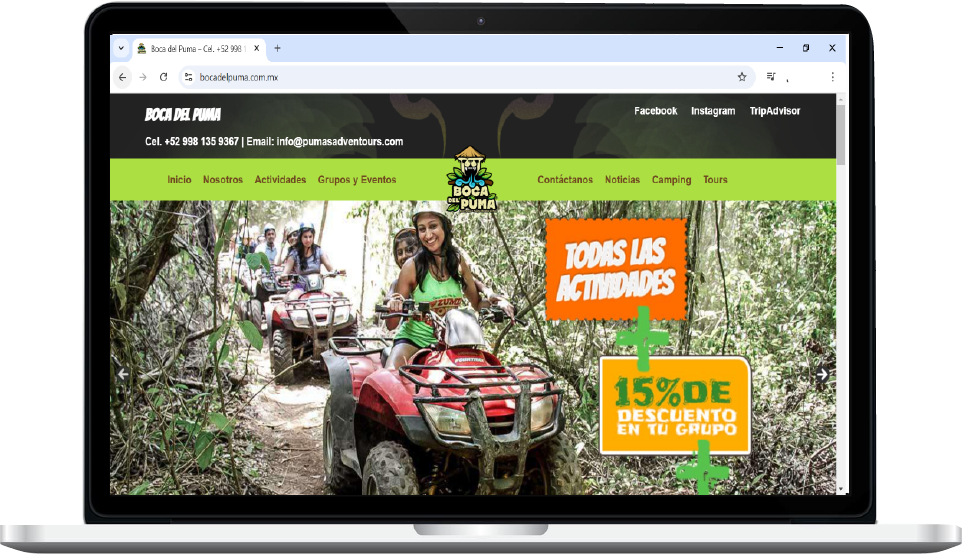 Boca del Puma – Cel. +52 998 1
bocadelpuma.com.mx
BOCA DEL PUMA
Facebook Instagram TripAdvisor
Cel. +52 998 135 9367 | Email: info@pumasadventours.com
Inicio Nosotros Actividades Grupos y Eventos
BOCA
DEL PUMA
Contáctanos Noticias Camping Tours
TODAS LAS
ACTIVIDADES
15% DE
DESCUENTO
EN TU GRUPO